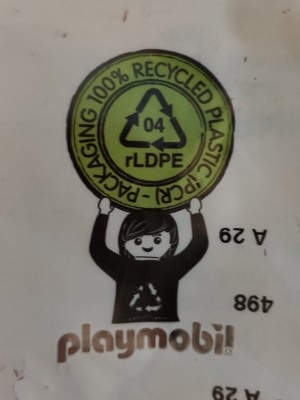 PACKAGING 100% RECYCLED PLASTIC (PCR) -
04
rLDPE
A 29
498
playmobil
A 29